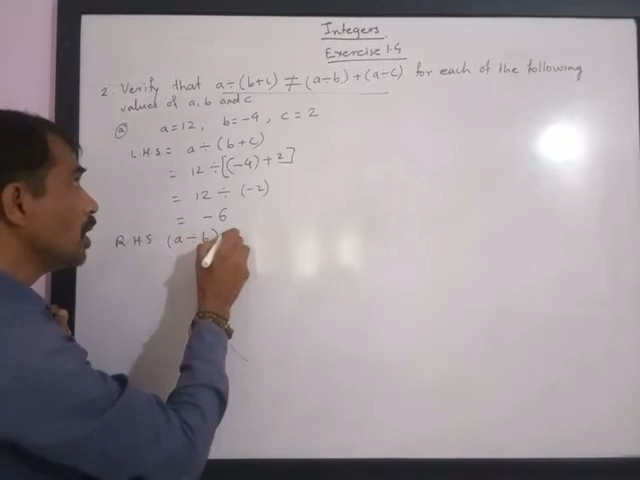 Integers
Exercise 1.4
2. Verify that a÷(b+c) ≠ (a÷b)+(a÷c) for each of the following
values of a, b and c
(a) a=12, b=-4, c=2
L.H.S = a÷(b+c)
= 12÷[(-4)+2]
= 12÷(-2)
= -6
R.H.S (a÷b)